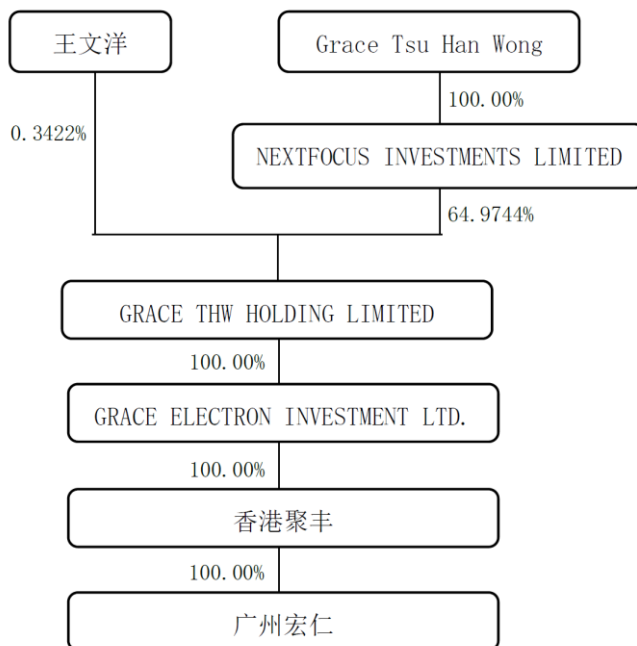 王文洋
Grace Tsu Han Wong
0.3422%
100.00%
NEXTFOCUS INVESTMENTS LIMITED
64.9744%
GRACE THW HOLDING LIMITED
100.00%
GRACE ELECTRON INVESTMENT LTD.
100.00%
香港聚丰
100.00%
广州宏仁